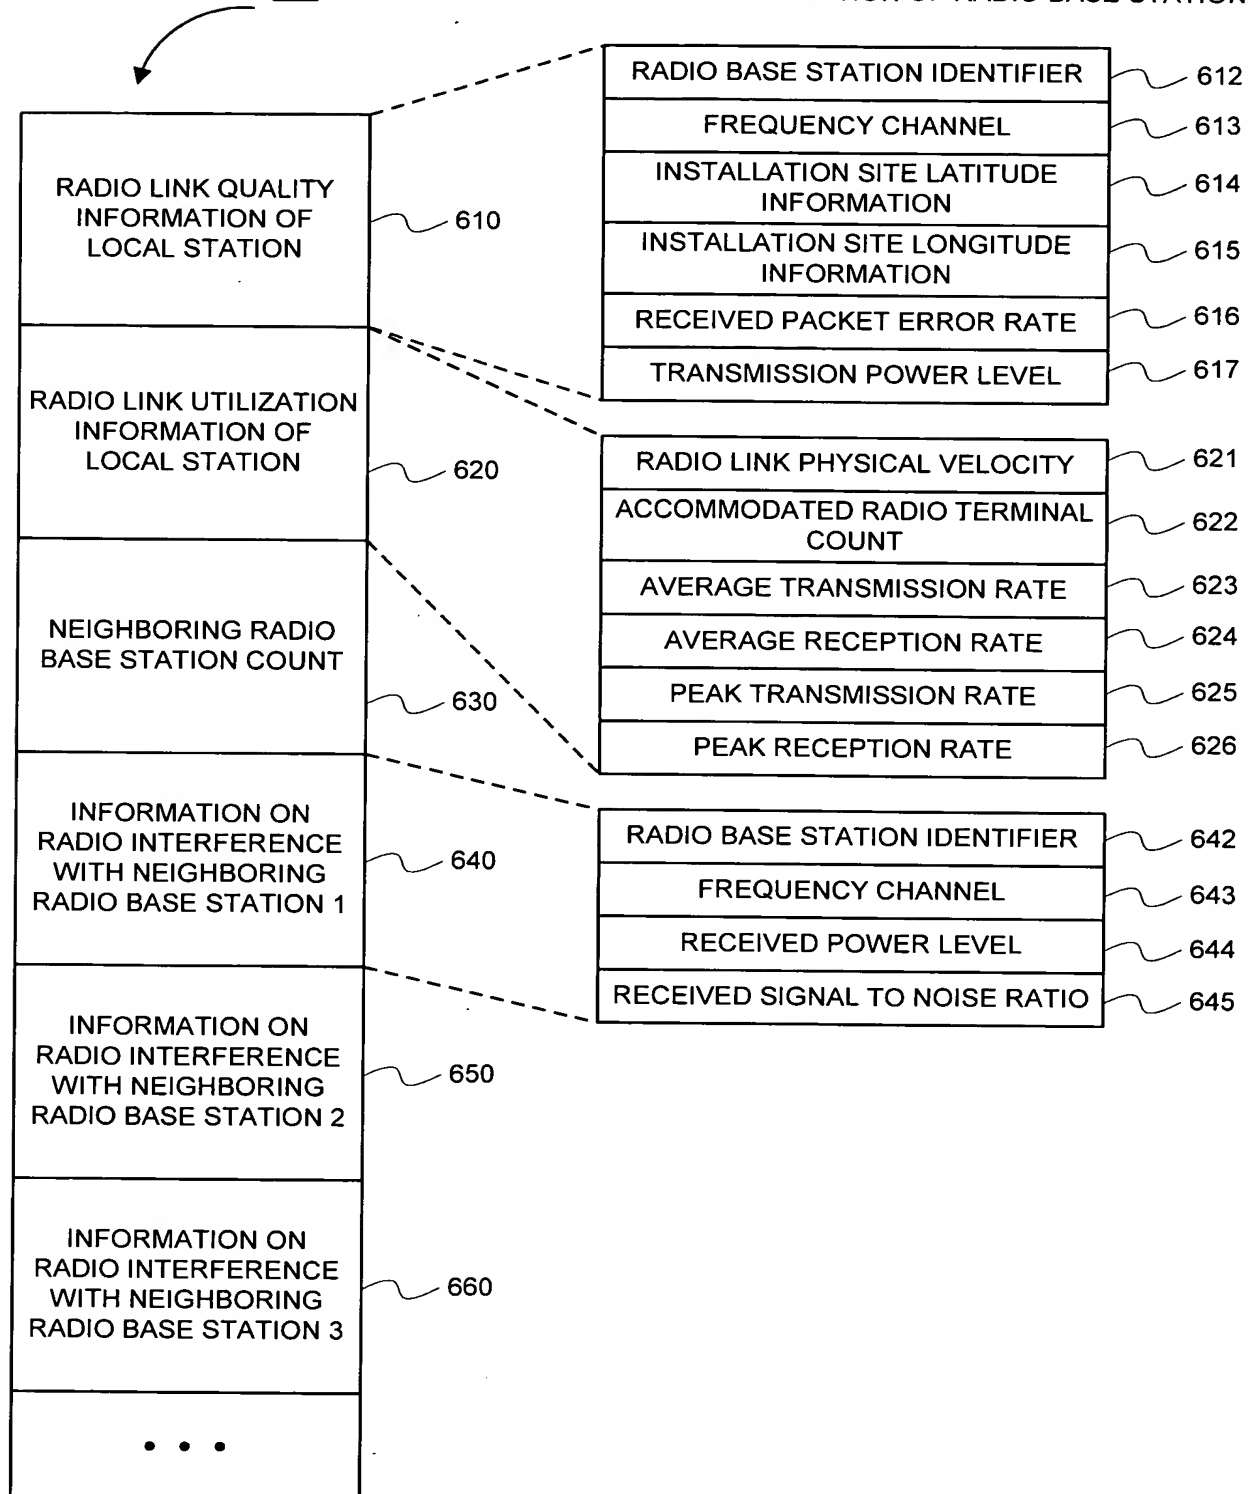 OF RADIO BASE STATION
RADIO LINK QUALITY
INFORMATION OF
LOCAL STATION
610
RADIO LINK UTILIZATION
INFORMATION OF
LOCAL STATION
620
NEIGHBORING RADIO
BASE STATION COUNT
630
INFORMATION ON
RADIO INTERFERENCE
WITH NEIGHBORING
RADIO BASE STATION 1
640
INFORMATION ON
RADIO INTERFERENCE
WITH NEIGHBORING
RADIO BASE STATION 2
650
INFORMATION ON
RADIO INTERFERENCE
WITH NEIGHBORING
RADIO BASE STATION 3
660
• • •
RADIO BASE STATION IDENTIFIER
612
FREQUENCY CHANNEL
613
INSTALLATION SITE LATITUDE
INFORMATION
614
INSTALLATION SITE LONGITUDE
INFORMATION
615
RECEIVED PACKET ERROR RATE
616
TRANSMISSION POWER LEVEL
617
RADIO LINK PHYSICAL VELOCITY
621
ACCOMMODATED RADIO TERMINAL
COUNT
622
AVERAGE TRANSMISSION RATE
623
AVERAGE RECEPTION RATE
624
PEAK TRANSMISSION RATE
625
PEAK RECEPTION RATE
626
RADIO BASE STATION IDENTIFIER
642
FREQUENCY CHANNEL
643
RECEIVED POWER LEVEL
644
RECEIVED SIGNAL TO NOISE RATIO
645